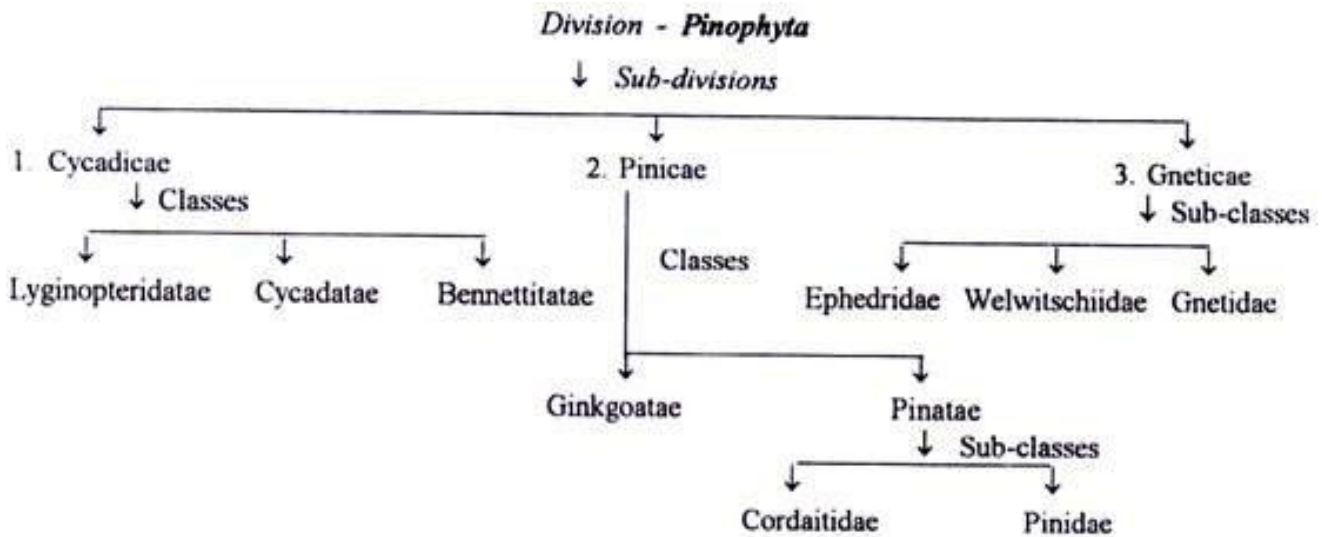 Division - Pinophyta
↓ Sub-divisions
1. Cycadicae 2. Pinicae 3. Gneticae
↓ Classes ↓ Sub-classes
Classes
Lyginopteridatae Cycadatae Bennettitatae Ephedridae Welwitschiidae Gnetidae
Ginkgoatae Pinatae
↓ Sub-classes
Cordaitidae Pinidae